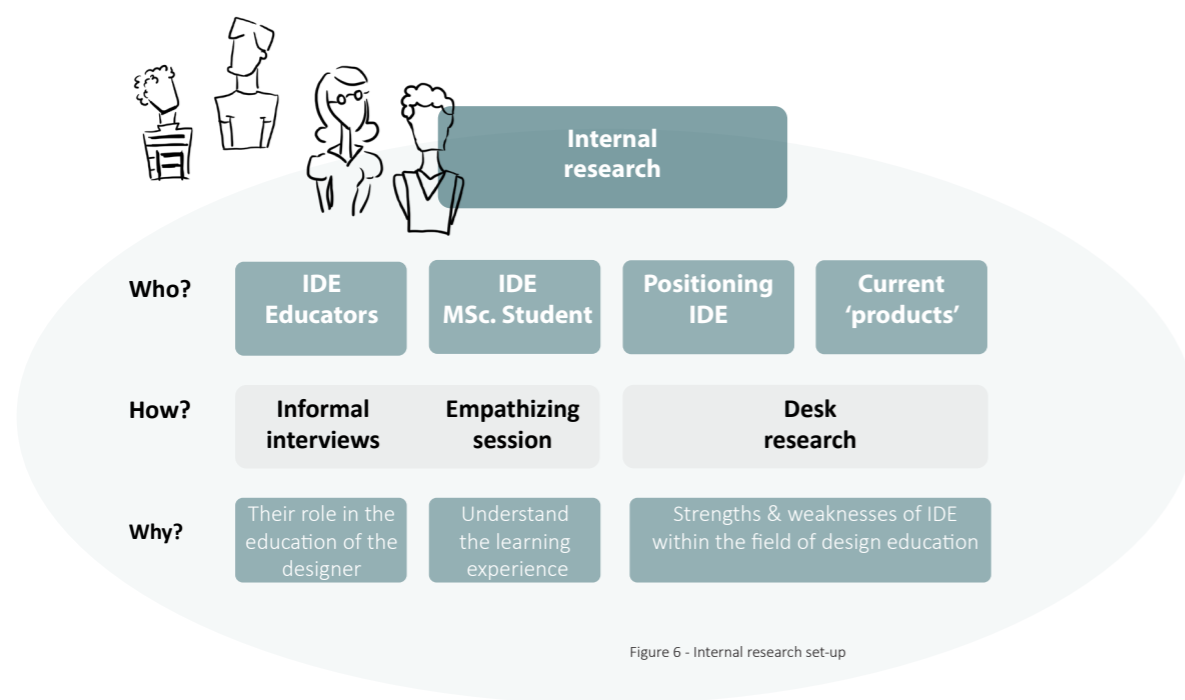 Internal
research
Who?
IDE
Educators
IDE
MSc. Student
Positioning
IDE
Current
‘products’
How?
Informal
interviews
Empathizing
session
Desk
research
Why?
Their role in the
education of the
designer
Understand
the learning
experience
Strengths & weaknesses of IDE
within the field of design education
Figure 6 - Internal research set-up